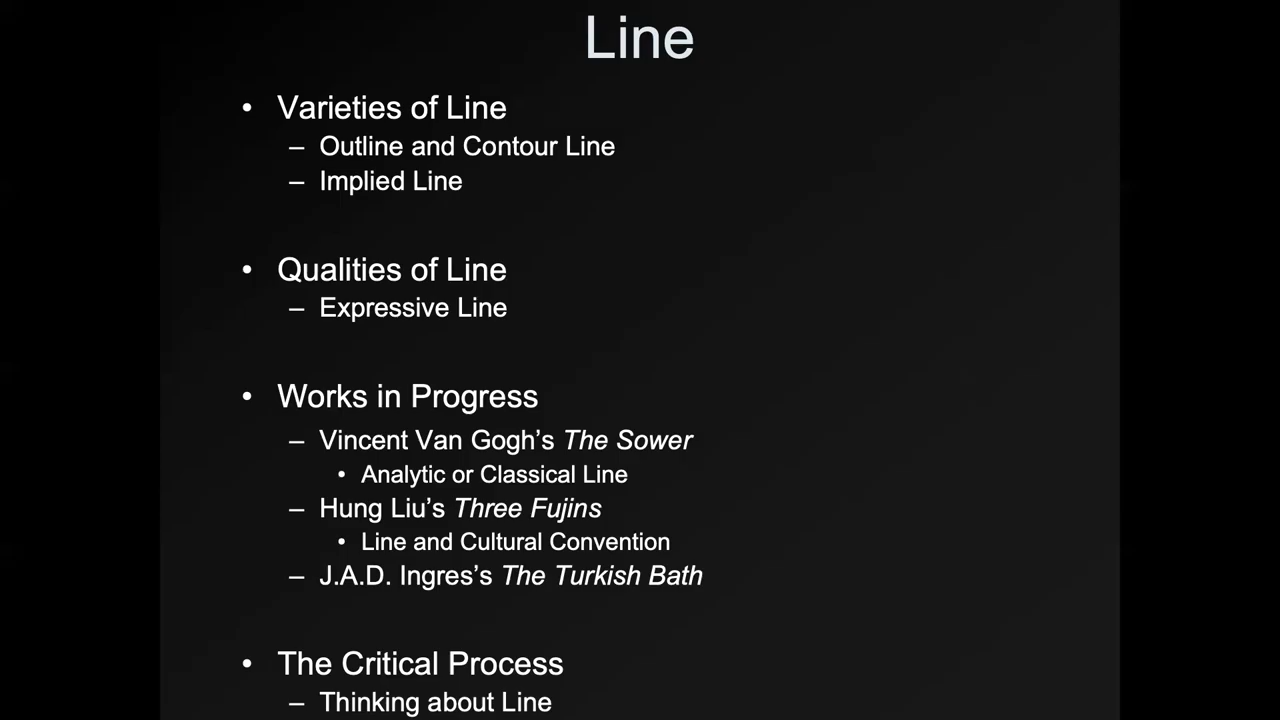 Line
• Varieties of Line
– Outline and Contour Line
– Implied Line
• Qualities of Line
– Expressive Line
• Works in Progress
– Vincent Van Gogh’s The Sower
• Analytic or Classical Line
– Hung Liu’s Three Fujins
• Line and Cultural Convention
– J.A.D. Ingres’s The Turkish Bath
• The Critical Process
– Thinking about Line